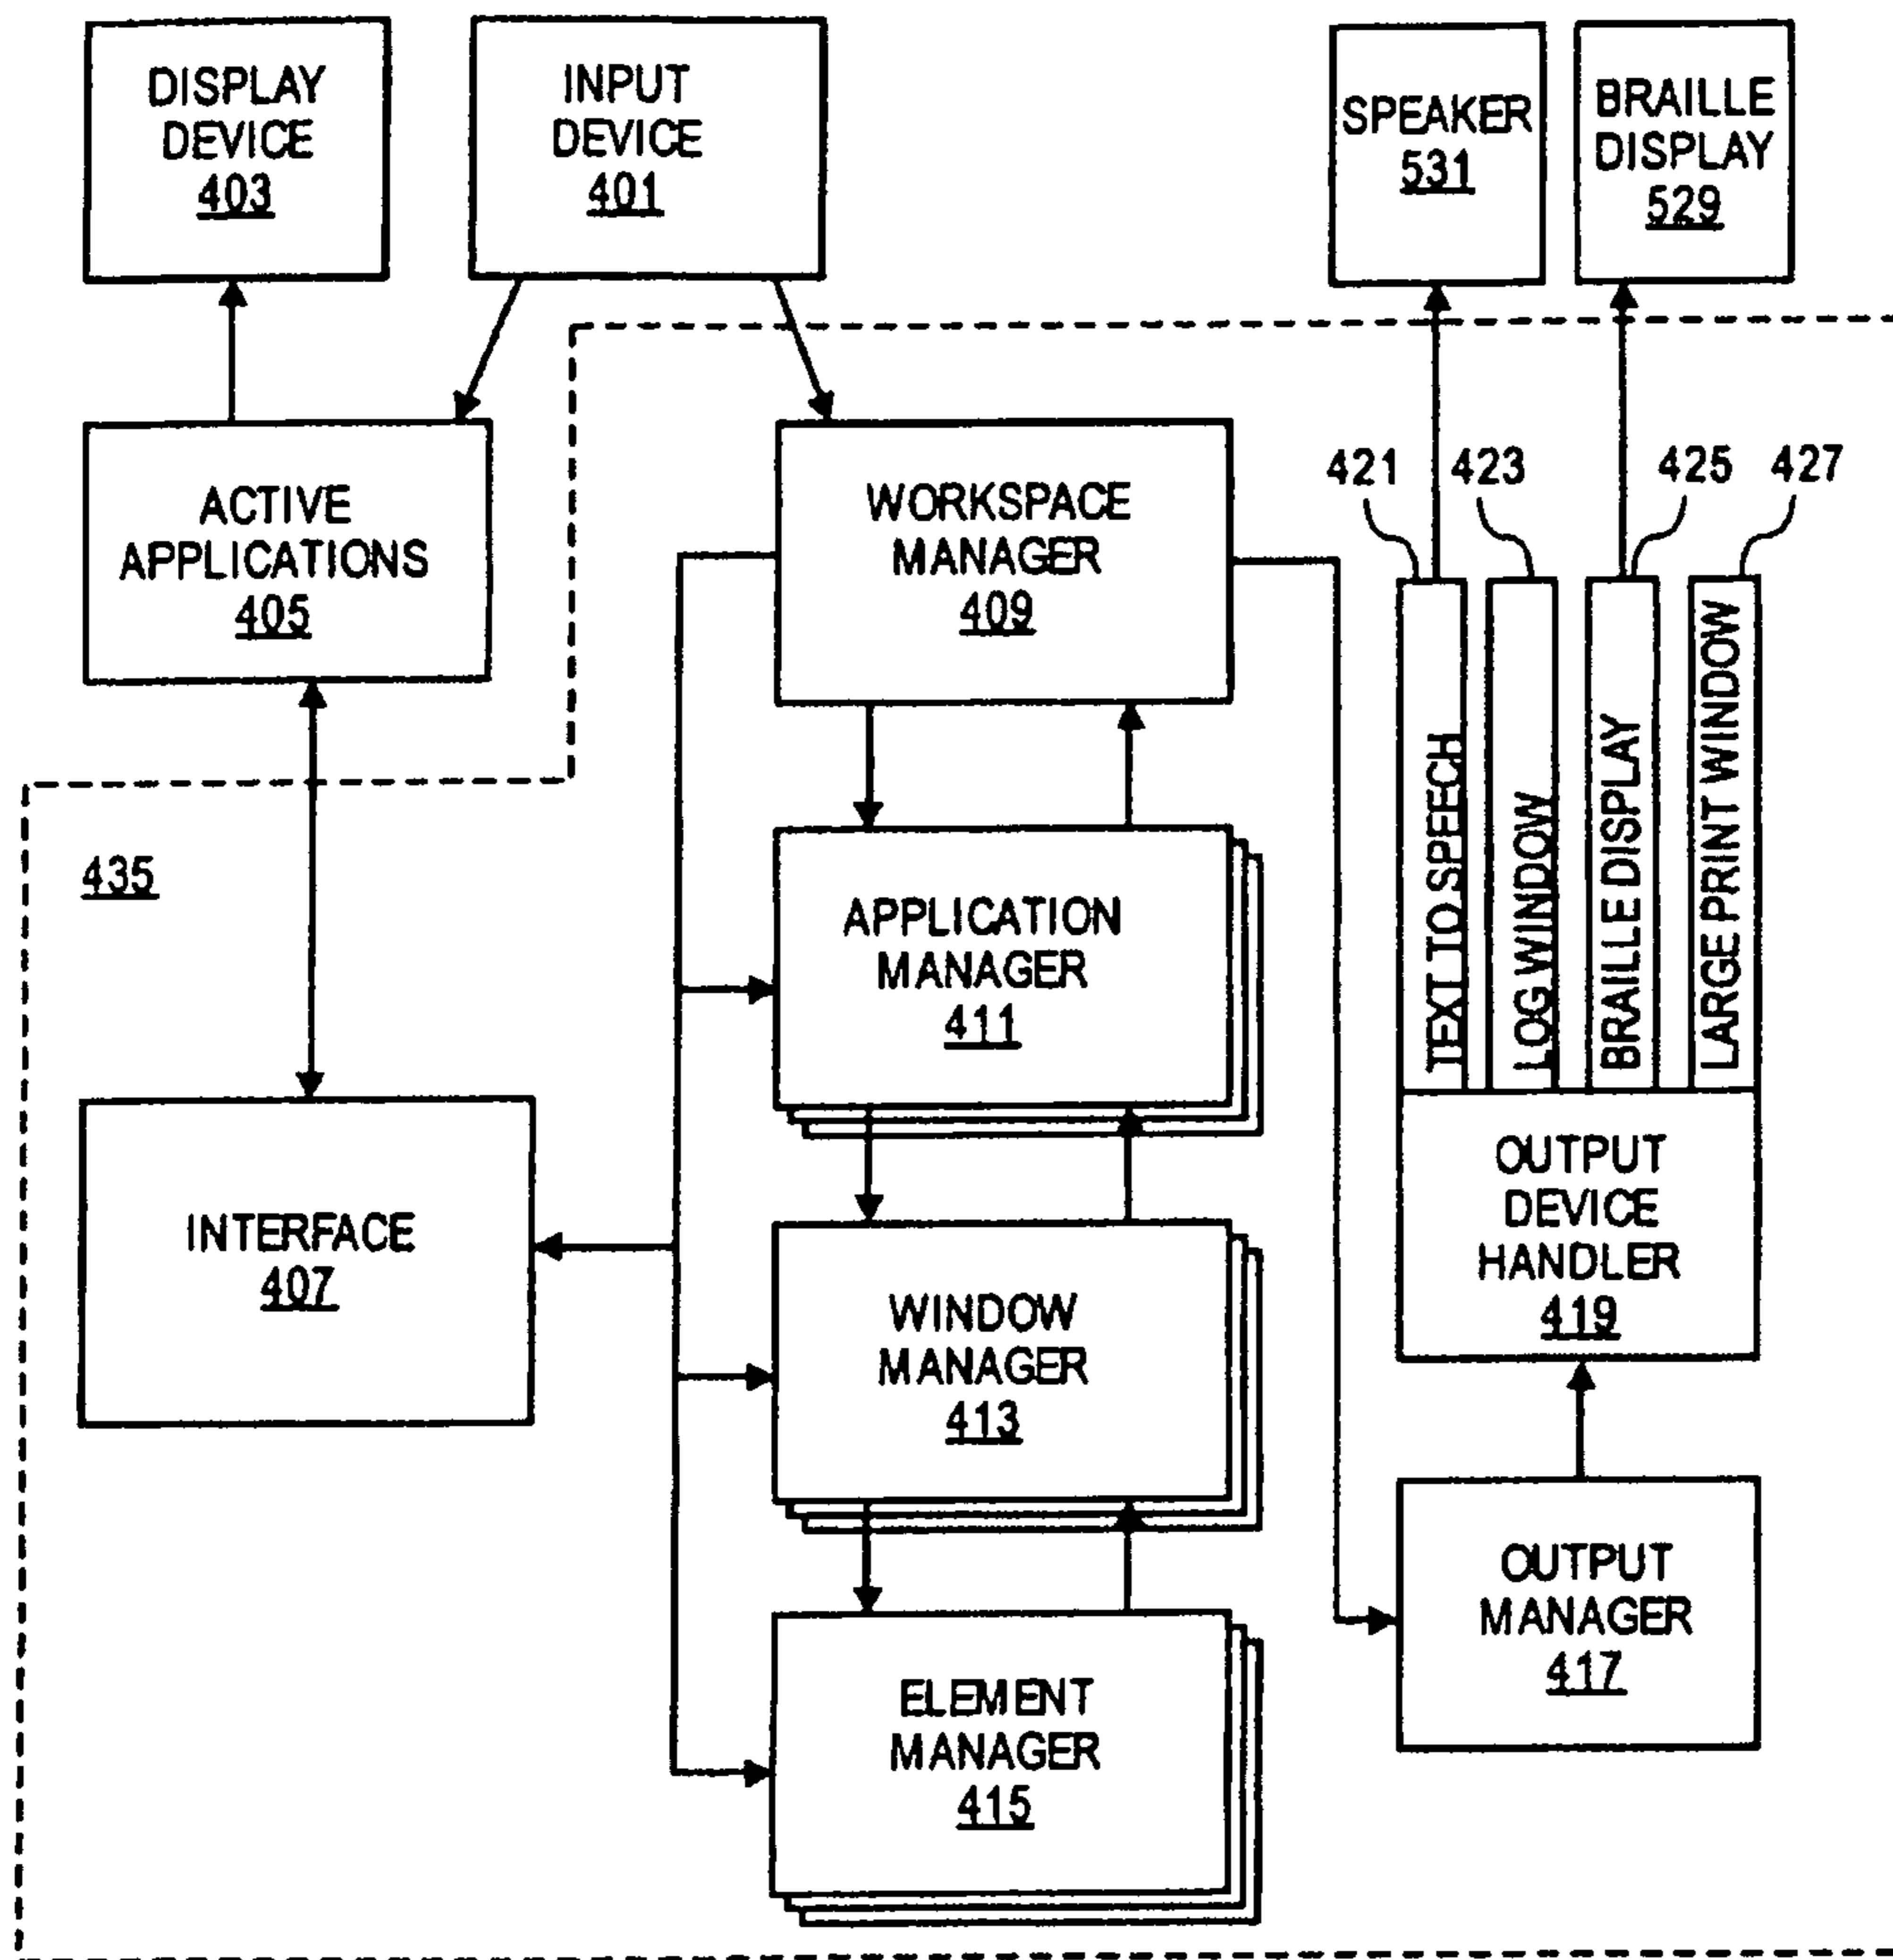 DISPLAY
DEVICE
403
INPUT
DEVICE
401
SPEAKER
531
BRAILLE
DISPLAY
529
ACTIVE
APPLICATIONS
405
WORKSPACE
MANAGER
409
421
423
425
427
TEXT TO SPEECH
LOG WINDOW
BRAILLE DISPLAY
LARGE PRINT WINDOW
435
APPLICATION
MANAGER
411
OUTPUT
DEVICE
HANDLER
419
INTERFACE
407
WINDOW
MANAGER
413
OUTPUT
MANAGER
417
ELEMENT
MANAGER
415